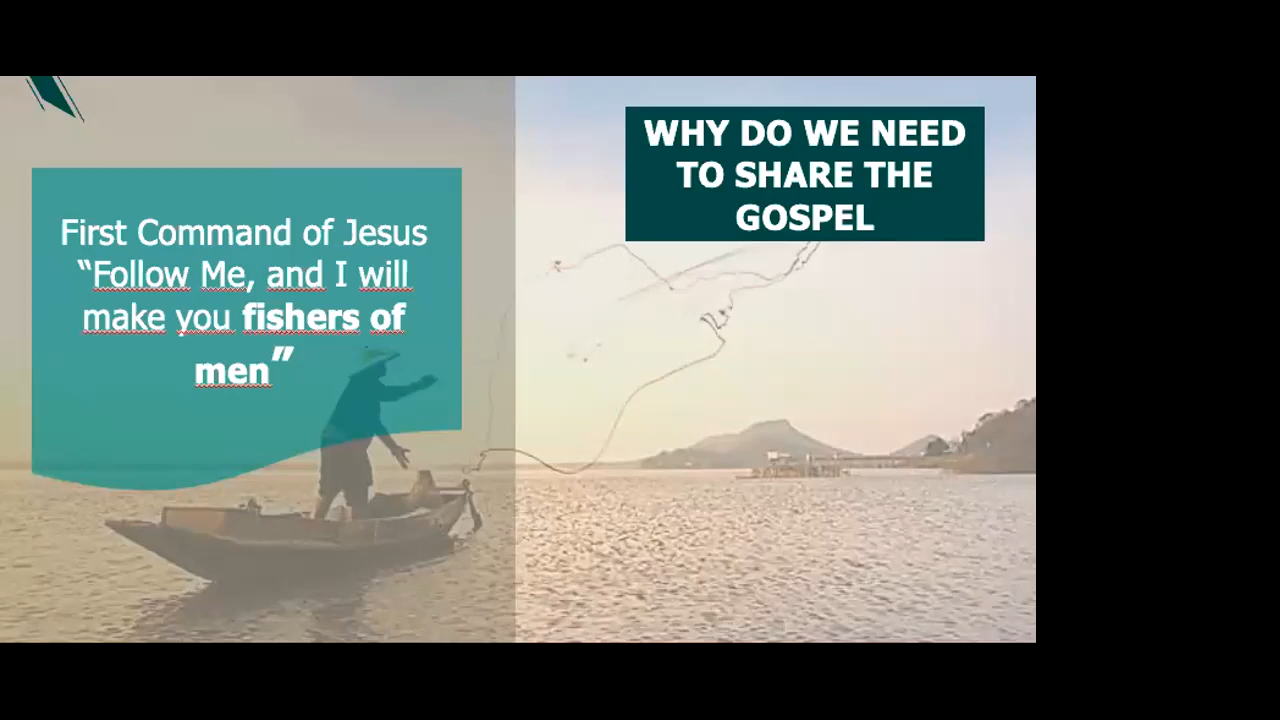 First Command of Jesus
“Follow Me, and I will
make you fishers of
men”
WHY DO WE NEED
TO SHARE THE
GOSPEL